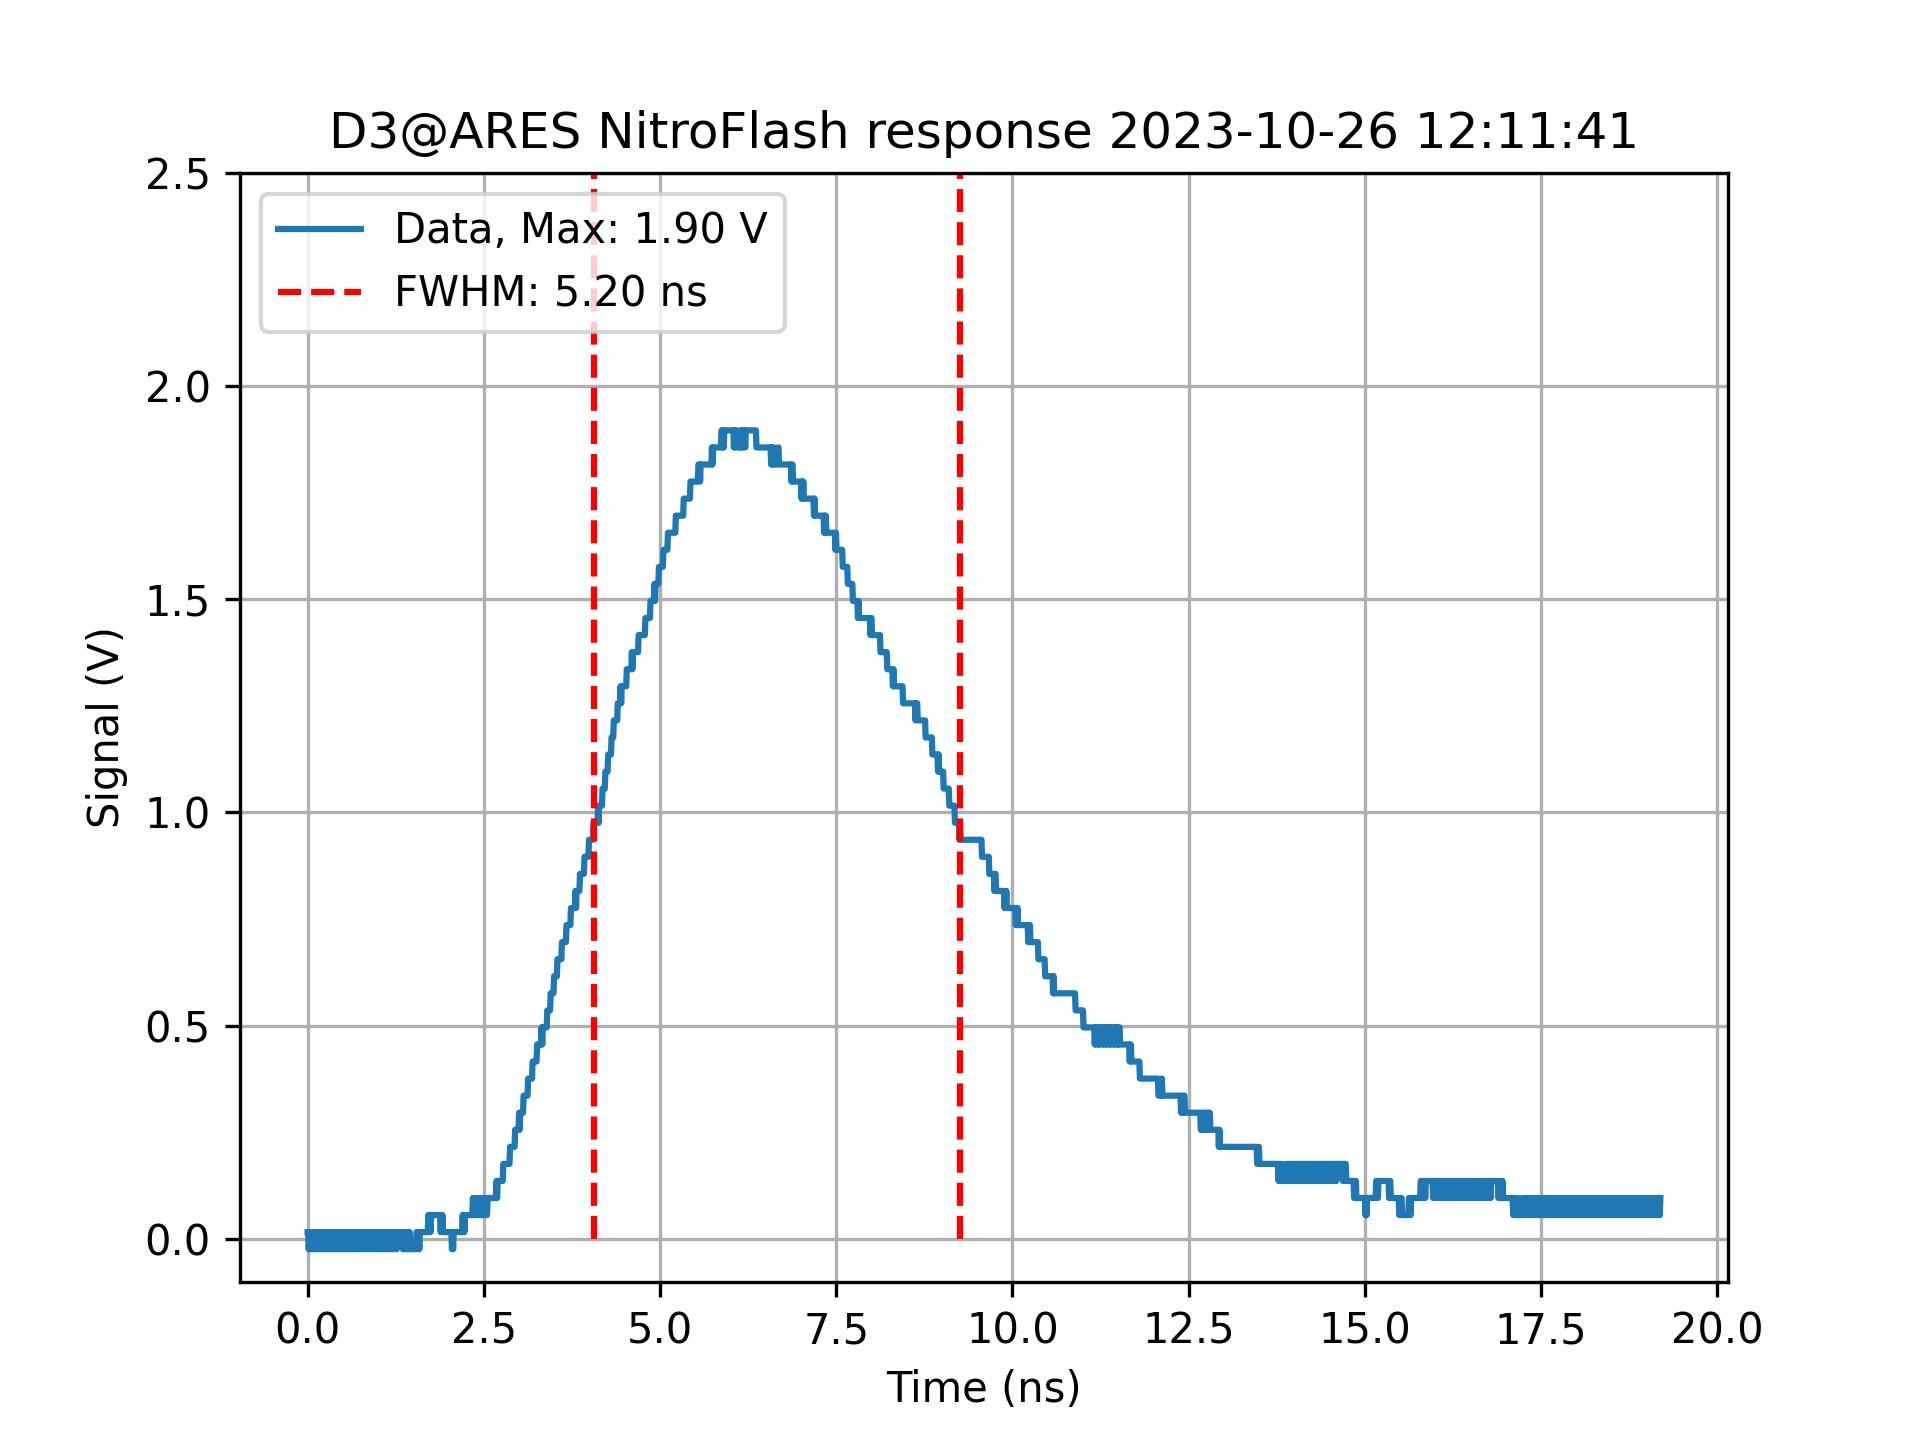 D3@ARES NitroFlash response 2023-10-26 12:11:41
Data, Max: 1.90 V
FWHM: 5.20 ns
Signal (V)
2.5
2.0
1.5
1.0
0.5
0.0
0.0 2.5 5.0 7.5 10.0 12.5 15.0 17.5 20.0
Time (ns)